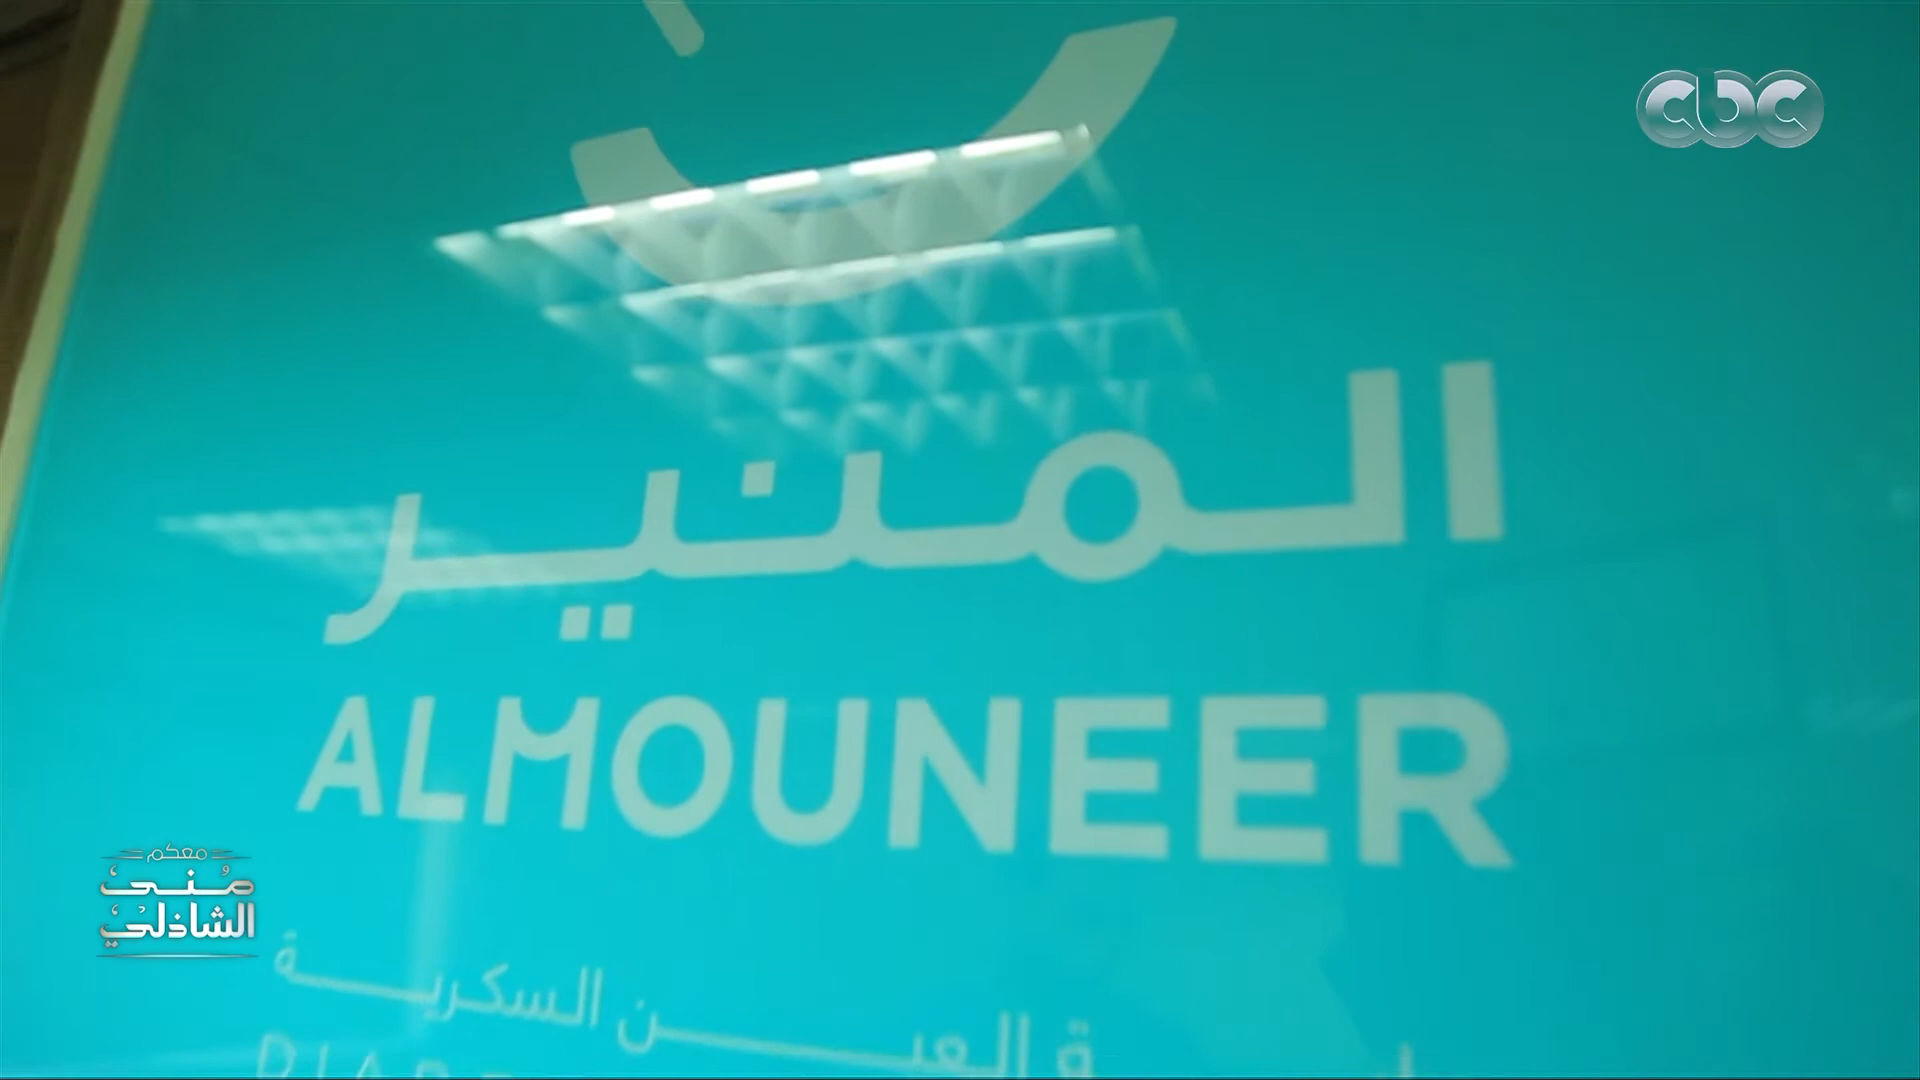 cbc
المنير
ALMOUNEER
معكم
منى
الشاذلي
العين السكرية